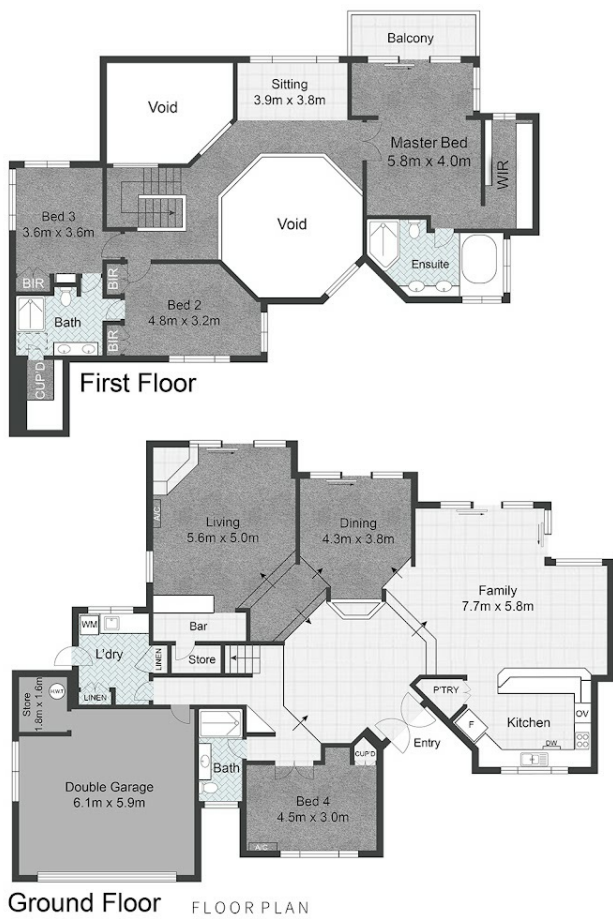 Balcony
Void
Sitting
3.9m x 3.8m
Master Bed
5.8m x 4.0m
WIR
Bed 3
3.6m x 3.6m
Void
Ensuite
BIR
BIR
Bed 2
4.8m x 3.2m
Bath
BIR
CUP'D
First Floor
Living
5.6m x 5.0m
A/C
Dining
4.3m x 3.8m
Family
7.7m x 5.8m
Bar
WM
L'dry
LINEN
Store
LINEN
Store
1.8m x 1.6m
HWT
P'TRY
Kitchen
F
OV
DW
Entry
Bath
CUP'D
Double Garage
6.1m x 5.9m
Bed 4
4.5m x 3.0m
A/C
Ground Floor
FLOOR PLAN